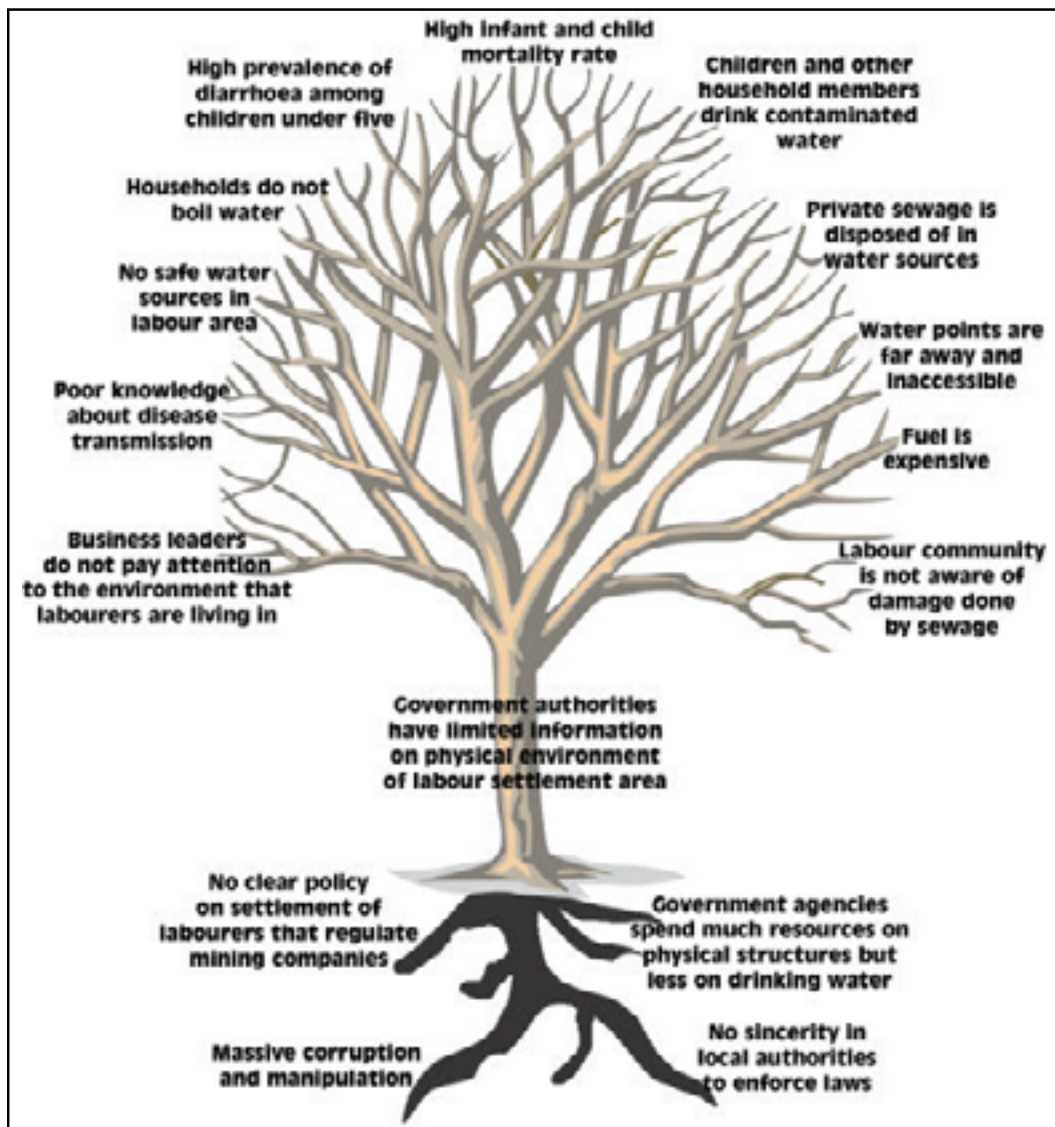 High infant and child
mortality rate
High prevalence of
diarrhoea among
children under five
Children and other
household members
drink contaminated
water
Households do not
boil water
Private sewage is
disposed of in
water sources
No safe water
sources in
labour area
Water points are
far away and
inaccessible
Poor knowledge
about disease
transmission
Fuel is
expensive
Business leaders
do not pay attention
to the environment that
labourers are living in
Labour community
is not aware of
damage done
by sewage
Government authorities
have limited information
on physical environment
of labour settlement area
No clear policy
on settlement of
labourers that regulate
mining companies
Government agencies
spend much resources on
physical structures but
less on drinking water
Massive corruption
and manipulation
No sincerity in
local authorities
to enforce laws